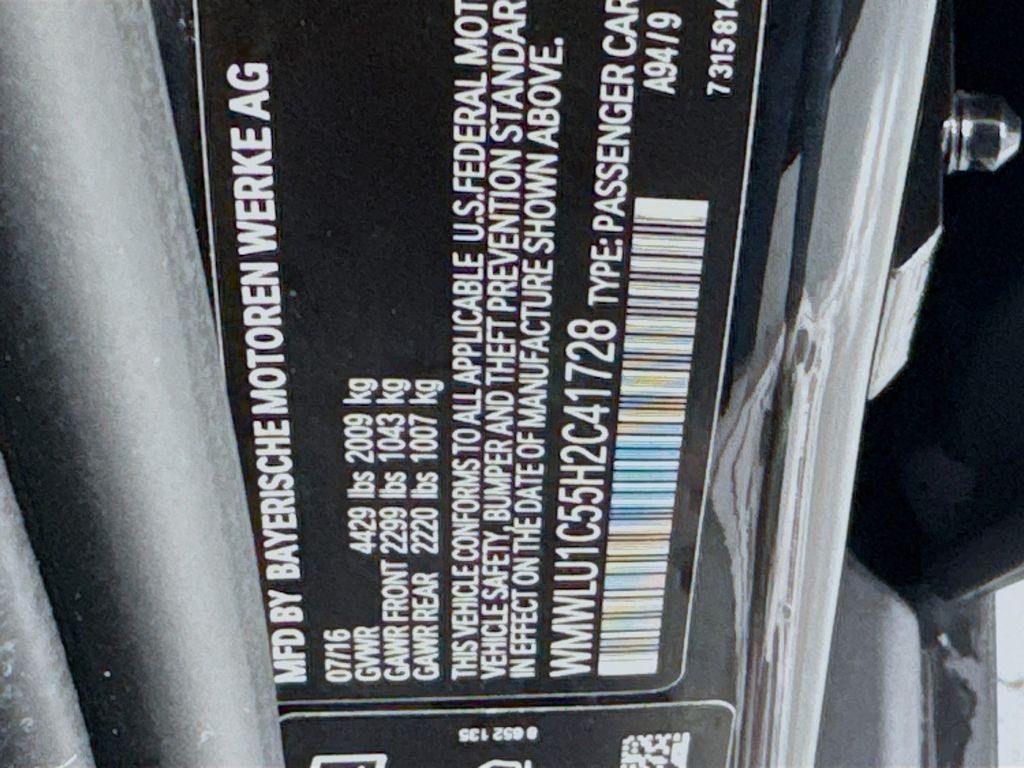 MFD BY BAYERISCHE MOTOREN WERKE AG
07/16
GVWR 4429 lbs 2009 kg
GAWR FRONT 2299 lbs 1043 kg
GAWR REAR 2220 lbs 1007 kg
THIS VEHICLE CONFORMS TO ALL APPLICABLE U.S.FEDERAL MOT
VEHICLE SAFETY, BUMPER AND THEFT PREVENTION STANDAR
IN EFFECT ON THE DATE OF MANUFACTURE SHOWN ABOVE.
WMWLU1C55H2C41728 TYPE: PASSENGER CAR
A94/9
7 315 814
8 652 135